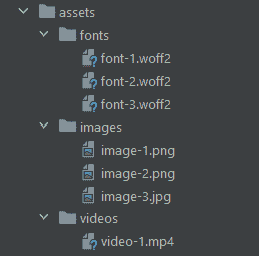 assets
fonts
font-1.woff2
font-2.woff2
font-3.woff2
images
image-1.png
image-2.png
image-3.jpg
videos
video-1.mp4